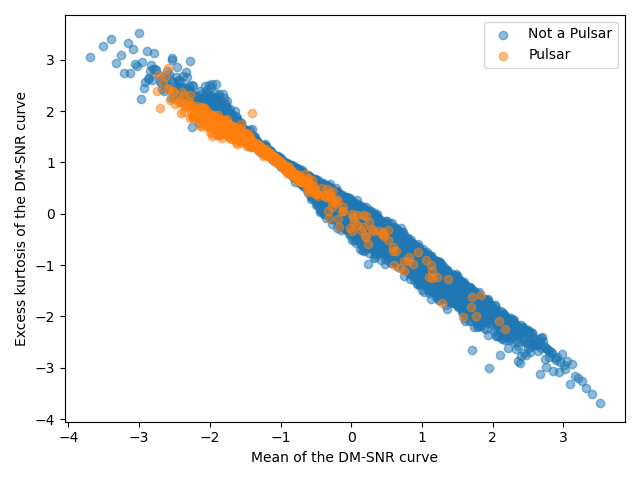 Not a Pulsar
Pulsar
Excess kurtosis of the DM-SNR curve
3
2
1
0
−1
−2
−3
−4
−4 −3 −2 −1 0 1 2 3
Mean of the DM-SNR curve